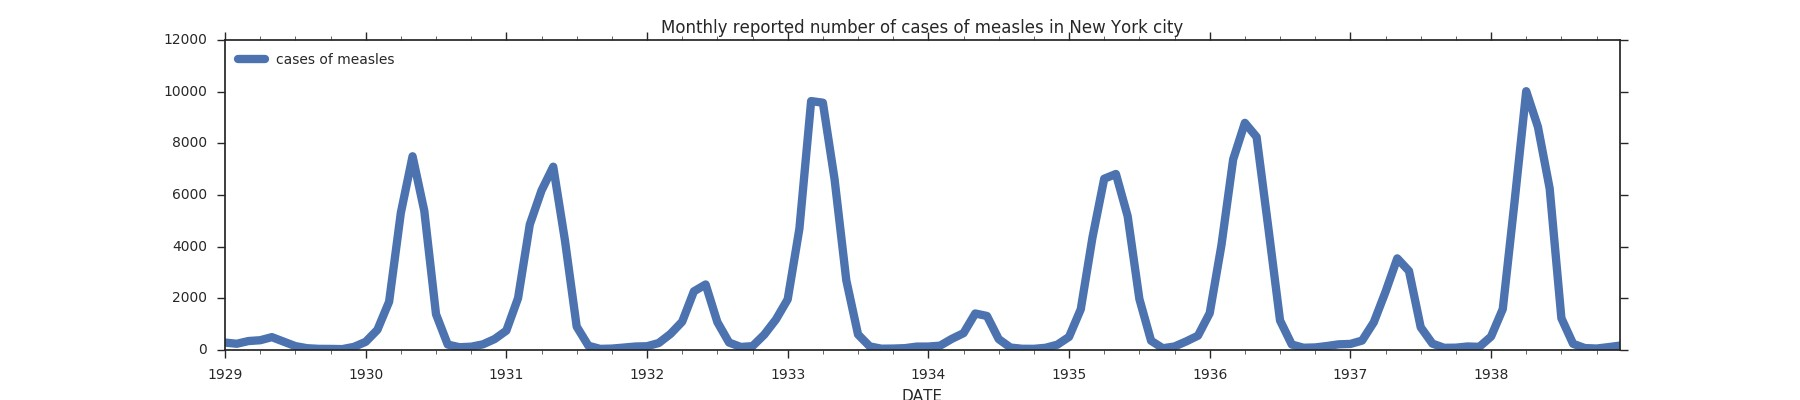 Monthly reported number of cases of measles in New York city
12000
cases of measles
10000
8000
6000
4000
2000
0
1929 1930 1931 1932 1933 1934 1935 1936 1937 1938
DATE